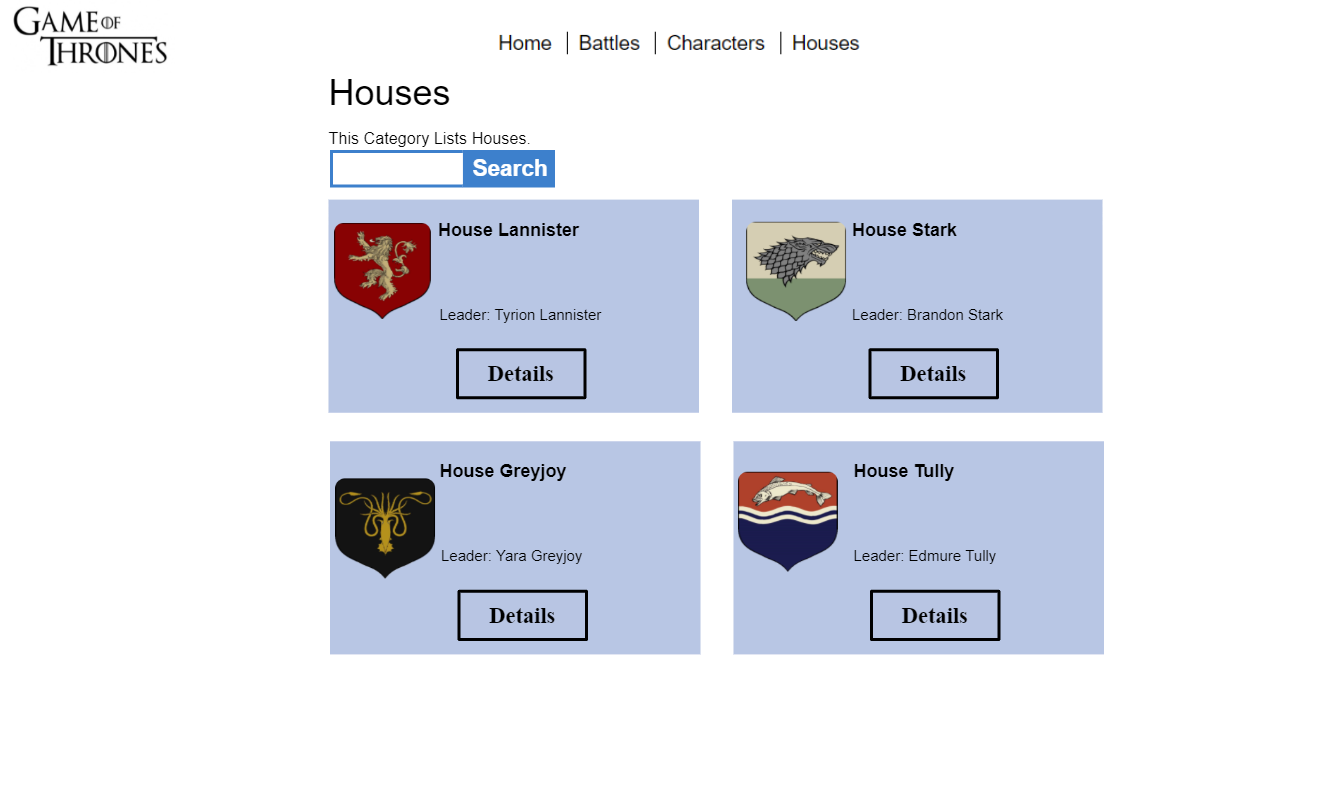 GAME OF
THRONES
Home Battles Characters Houses
Houses
This Category Lists Houses.
Search
House Lannister
Leader: Tyrion Lannister
Details
House Stark
Leader: Brandon Stark
Details
House Greyjoy
Leader: Yara Greyjoy
Details
House Tully
Leader: Edmure Tully
Details